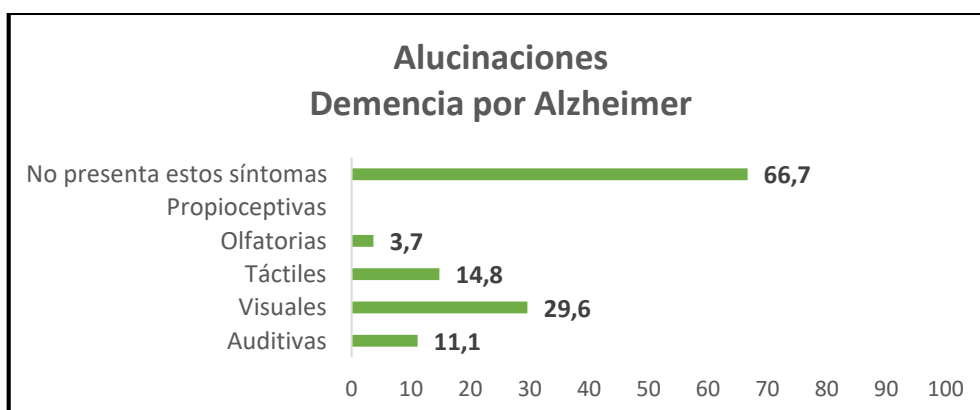 Alucinaciones
Demencia por Alzheimer
No presenta estos síntomas 66,7
Propioceptivas
Olfatorias 3,7
Táctiles 14,8
Visuales 29,6
Auditivas 11,1
0 10 20 30 40 50 60 70 80 90 100